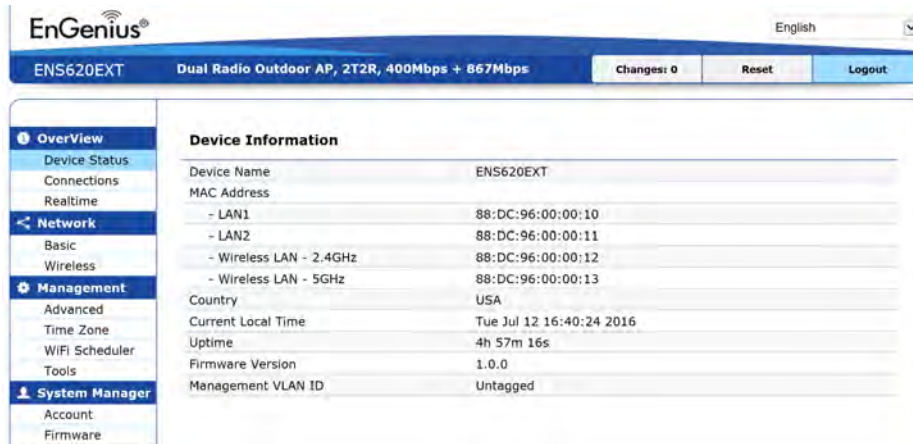 EnGenius®
English
ENS620EXT Dual Radio Outdoor AP, 2T2R, 400Mbps + 867Mbps Changes: 0 Reset Logout
OverView
Device Status
Connections
Realtime
Network
Basic
Wireless
Management
Advanced
Time Zone
WiFi Scheduler
Tools
System Manager
Account
Firmware
Device Information
Device Name ENS620EXT
MAC Address
- LAN1 88:DC:96:00:00:10
- LAN2 88:DC:96:00:00:11
- Wireless LAN - 2.4GHz 88:DC:96:00:00:12
- Wireless LAN - 5GHz 88:DC:96:00:00:13
Country USA
Current Local Time Tue Jul 12 16:40:24 2016
Uptime 4h 57m 16s
Firmware Version 1.0.0
Management VLAN ID Untagged